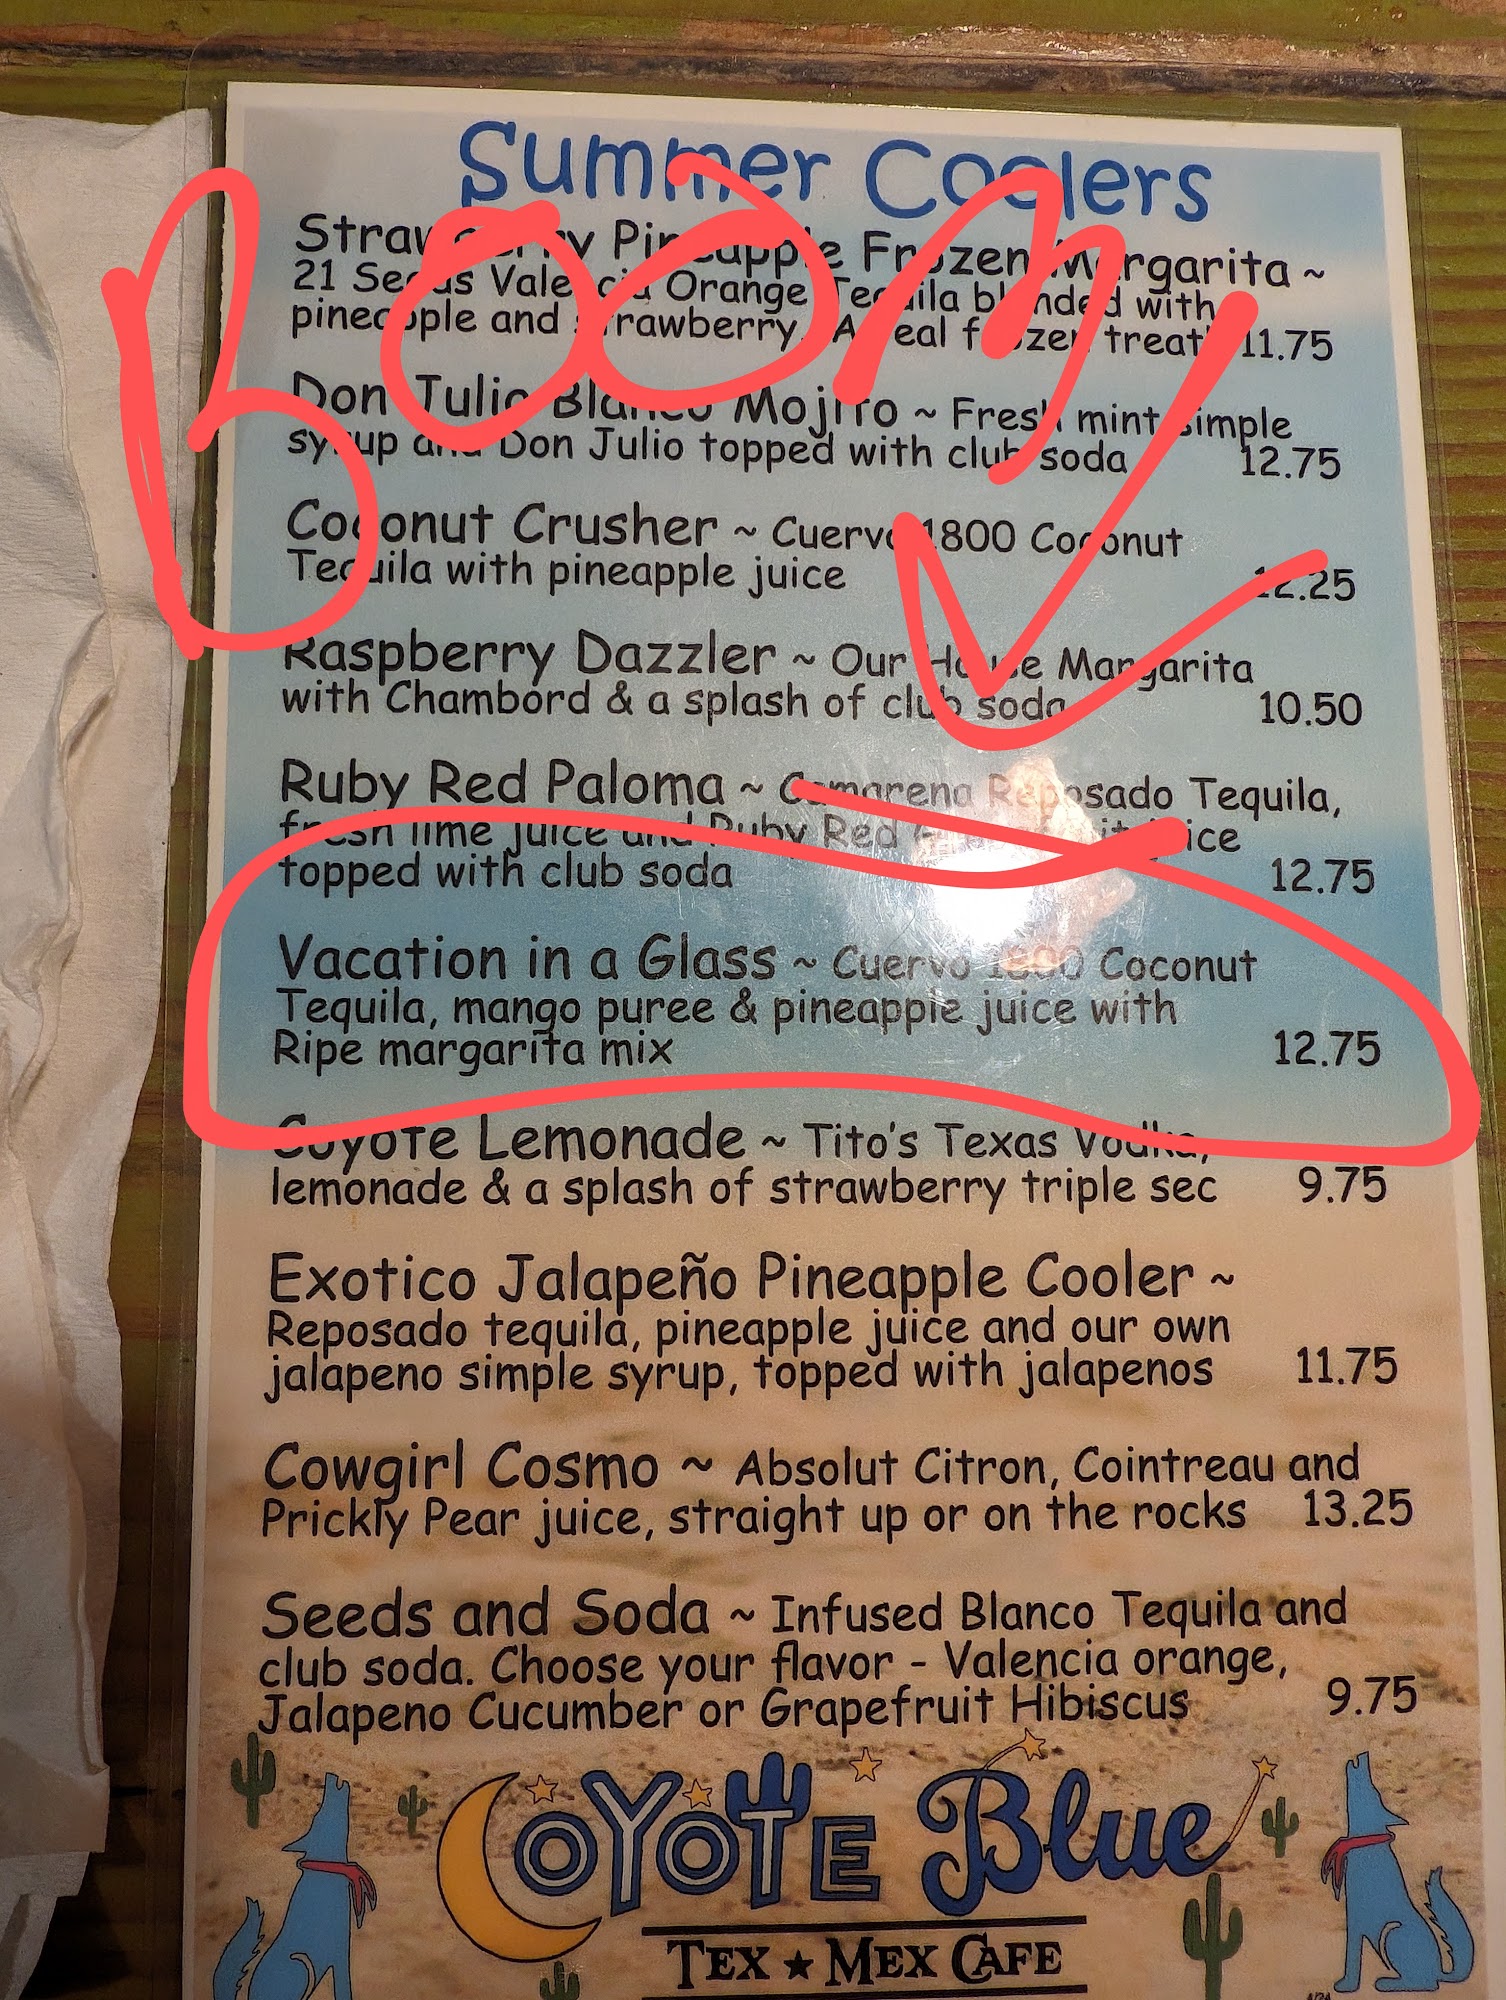 Summer Coolers
BOOM
Strawberry Pineapple Frozen Margarita ~
21 Seeds Valencia Orange Tequila blended with
pineapple and strawberry. A real frozen treat! 11.75
Don Julio Blanco Mojito ~ Fresh mint, simple
syrup and Don Julio topped with club soda 12.75
Coconut Crusher ~ Cuervo 1800 Coconut
Tequila with pineapple juice 12.25
Raspberry Dazzler ~ Our House Margarita
with Chambord & a splash of club soda 10.50
Ruby Red Paloma ~ Camarena Reposado Tequila,
fresh lime juice and Ruby Red juice
topped with club soda 12.75
Vacation in a Glass ~ Cuervo 1800 Coconut
Tequila, mango puree & pineapple juice with
Ripe margarita mix 12.75
Coyote Lemonade ~ Tito's Texas Vodka,
lemonade & a splash of strawberry triple sec 9.75
Exotico Jalapeño Pineapple Cooler ~
Reposado tequila, pineapple juice and our own
jalapeno simple syrup, topped with jalapenos 11.75
Cowgirl Cosmo ~ Absolut Citron, Cointreau and
Prickly Pear juice, straight up or on the rocks 13.25
Seeds and Soda ~ Infused Blanco Tequila and
club soda. Choose your flavor - Valencia orange,
Jalapeno Cucumber or Grapefruit Hibiscus 9.75
COYOTE Blue
TEX ★ MEX CAFE